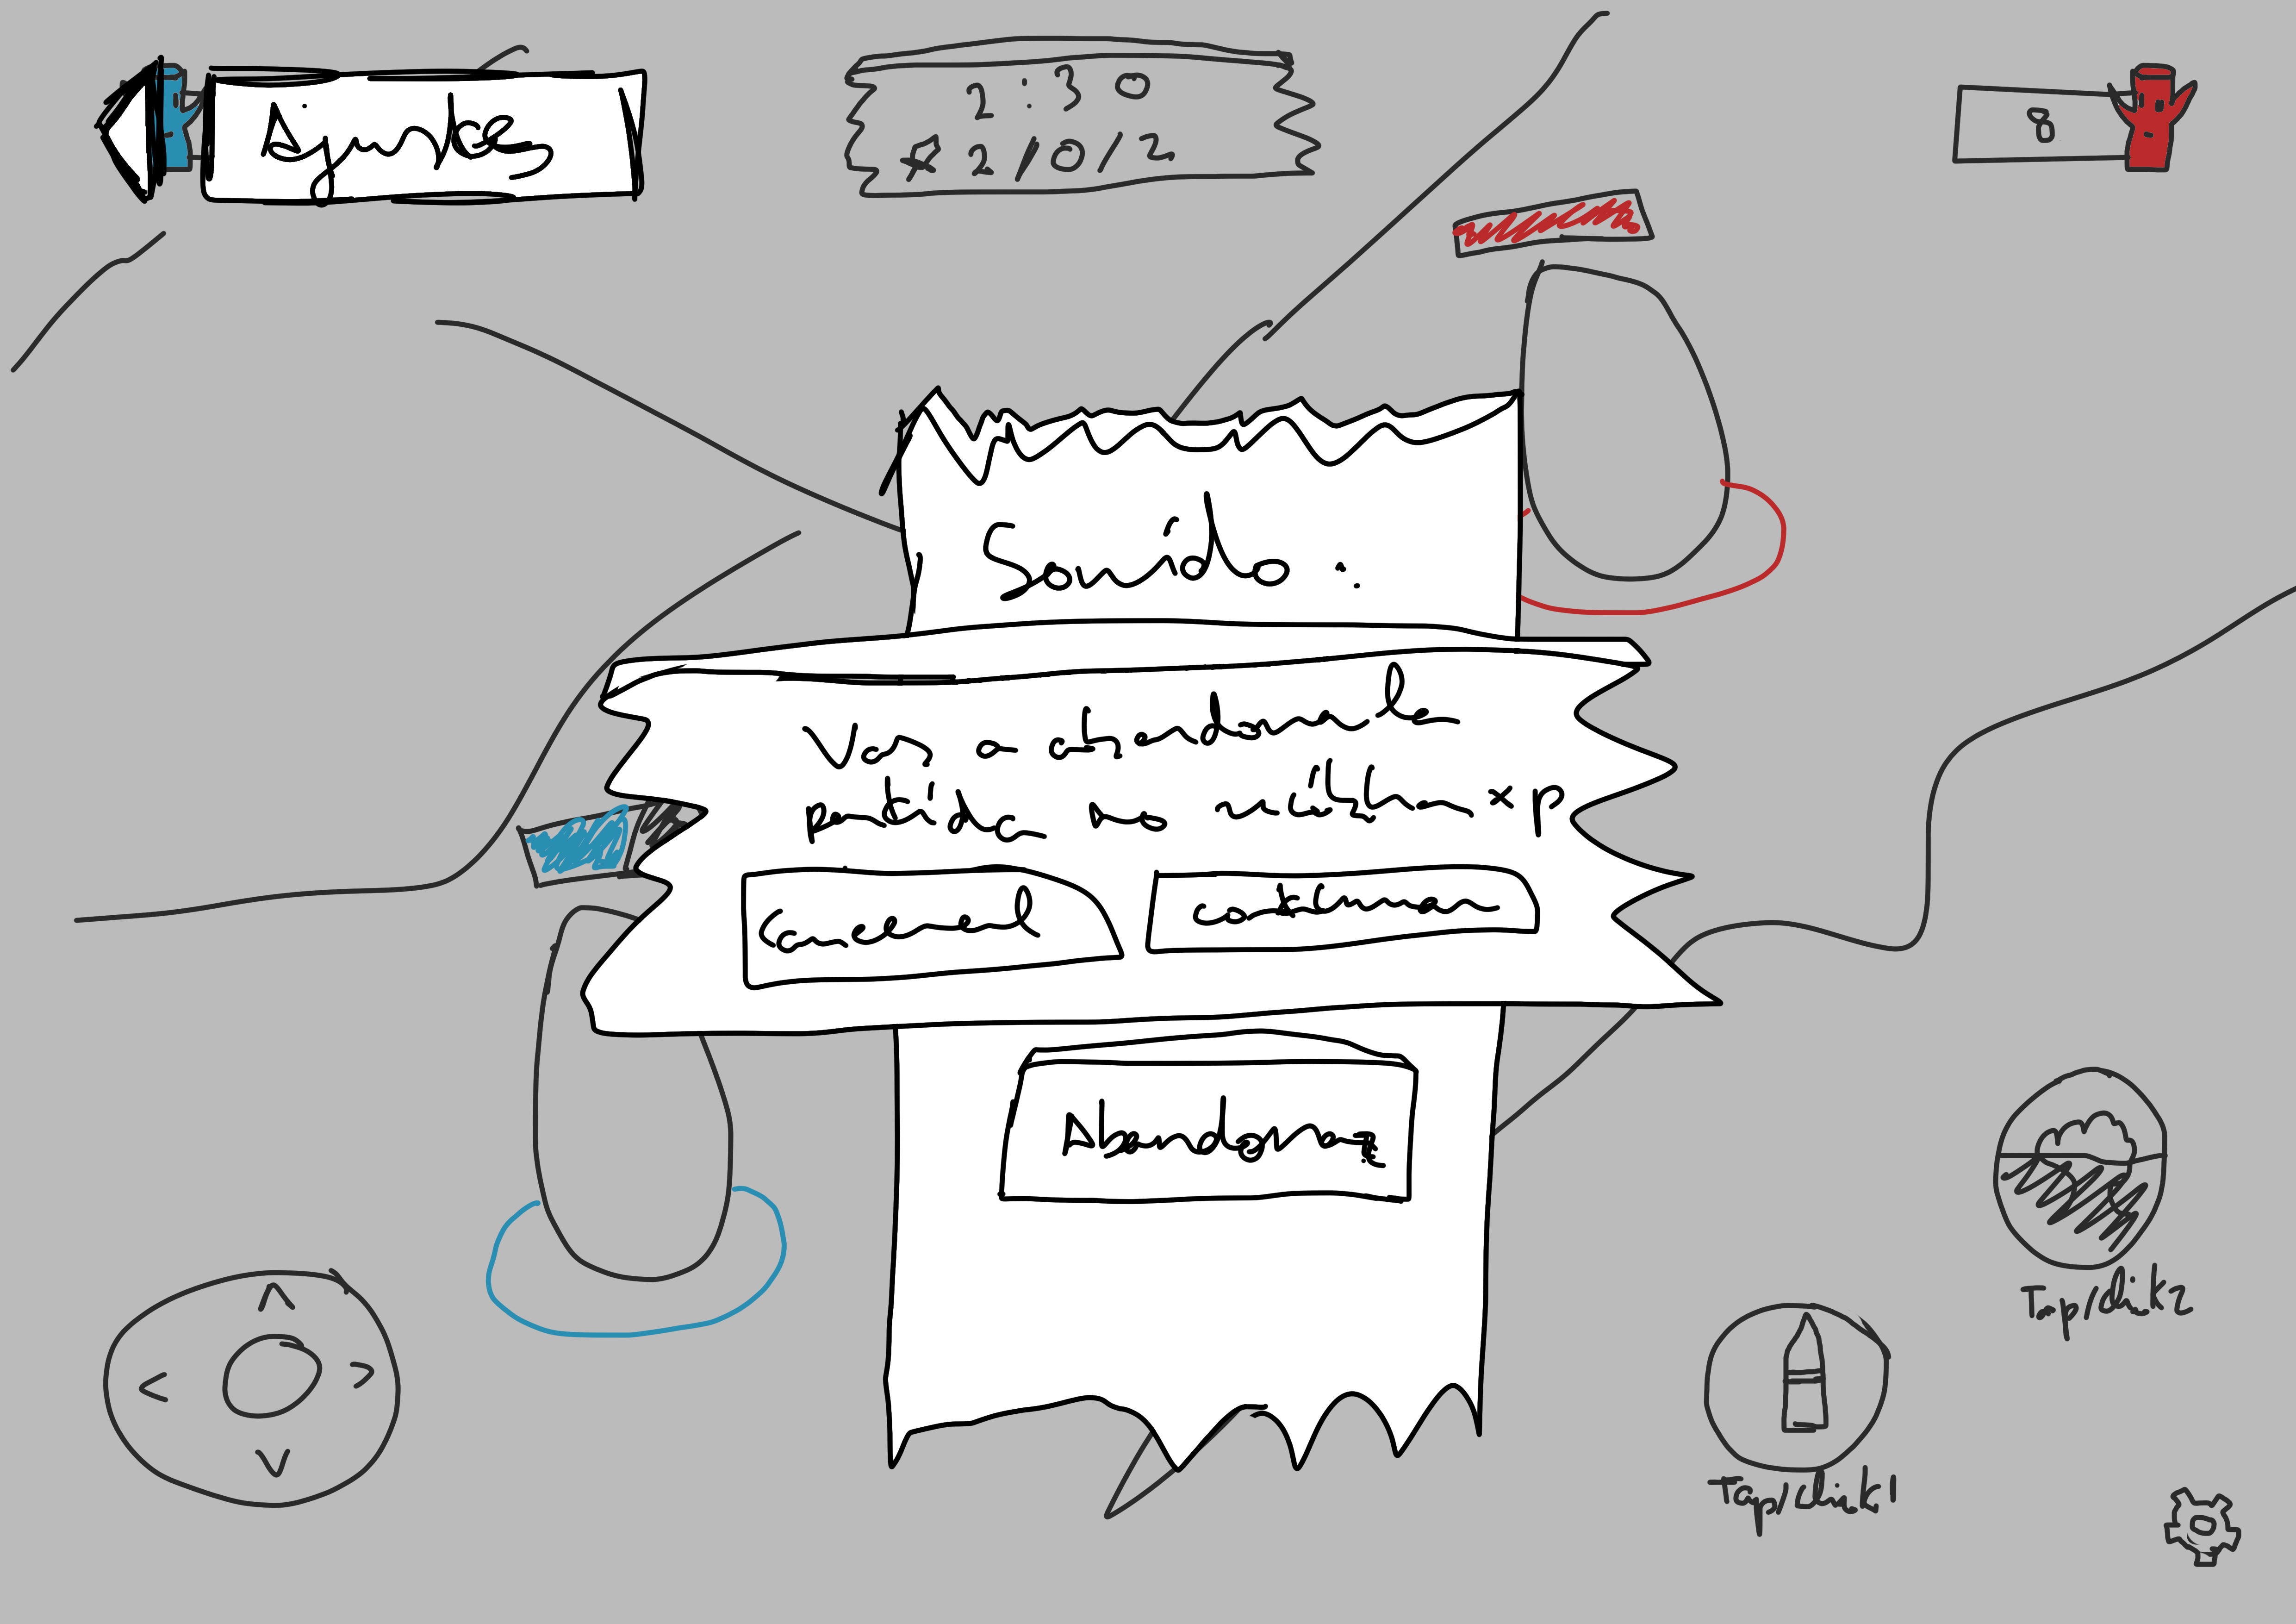 Ajustes
2:30
K 2/0/2
8
Sonido:
Vas a abandonar la
partida no recibiras xp
Cancelar
continuar
Abandonar
Tap/click2
Tap/click1